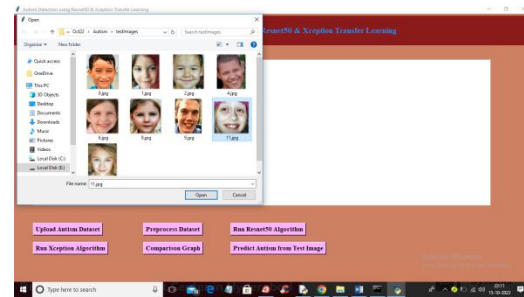 Autism Detection using Resnet50 & Xception Transfer Learning
Open
Resnet50 & Xception Transfer Learning
Oct22 › Autism › testImages
Search testImages
Organize
New folder
Quick access
OneDrive
This PC
3D Objects
Desktop
Documents
Downloads
Music
Pictures
Videos
Local Disk (C:)
Local Disk (E:)
0.jpg
1.jpg
2.jpg
4.jpg
6.jpg
8.jpg
9.jpg
11.jpg
File name: 11.jpg
Open
Cancel
Upload Autism Dataset
Preprocess Dataset
Run Resnet50 Algorithm
Run Xception Algorithm
Comparison Graph
Predict Autism from Test Image
Type here to search